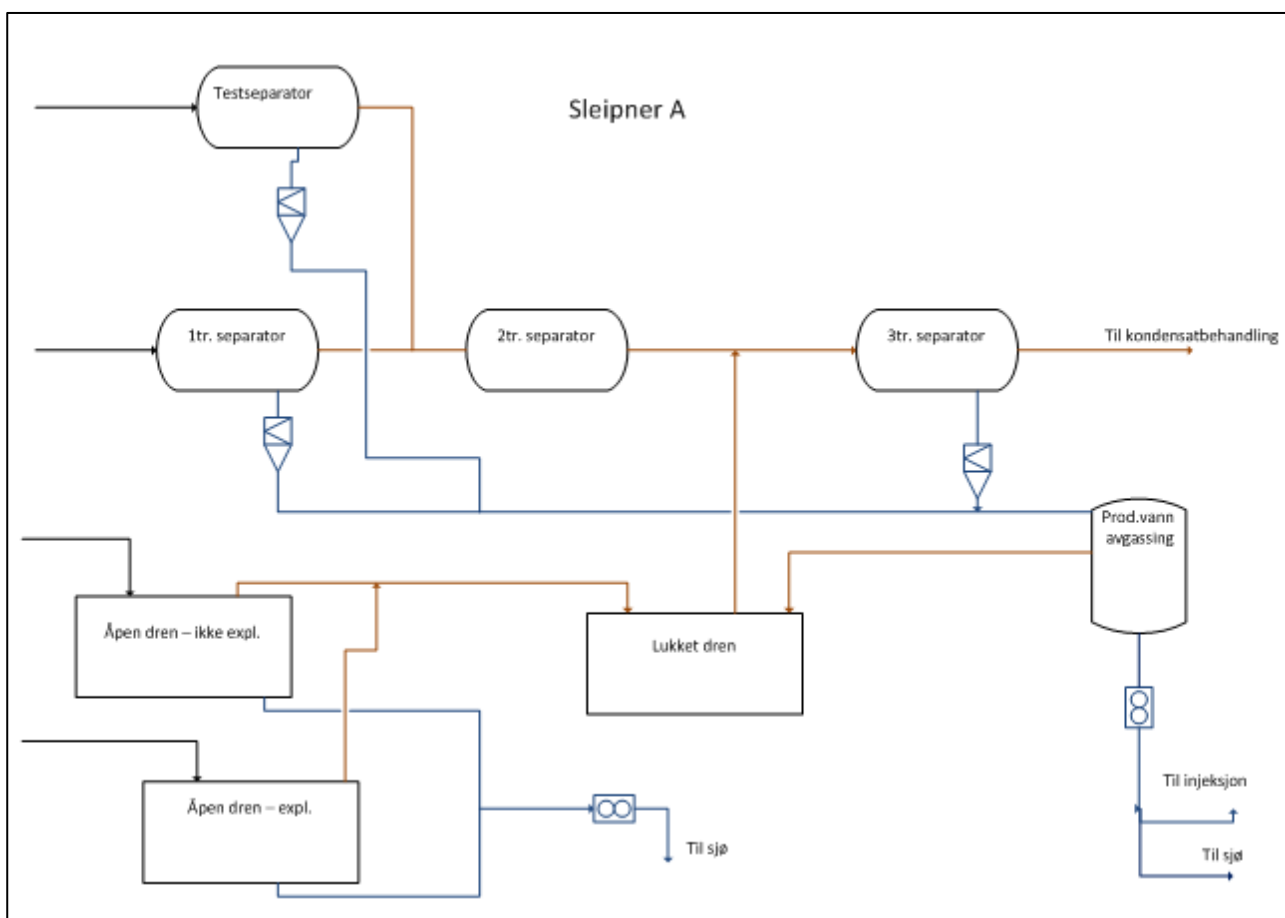 Testseparator
Sleipner A
1tr. separator
2tr. separator
3tr. separator
Til kondensatbehandling
Prod.vann
avgassing
Åpen dren – ikke expl.
Lukket dren
Åpen dren – expl.
Til injeksjon
Til sjø
Til sjø